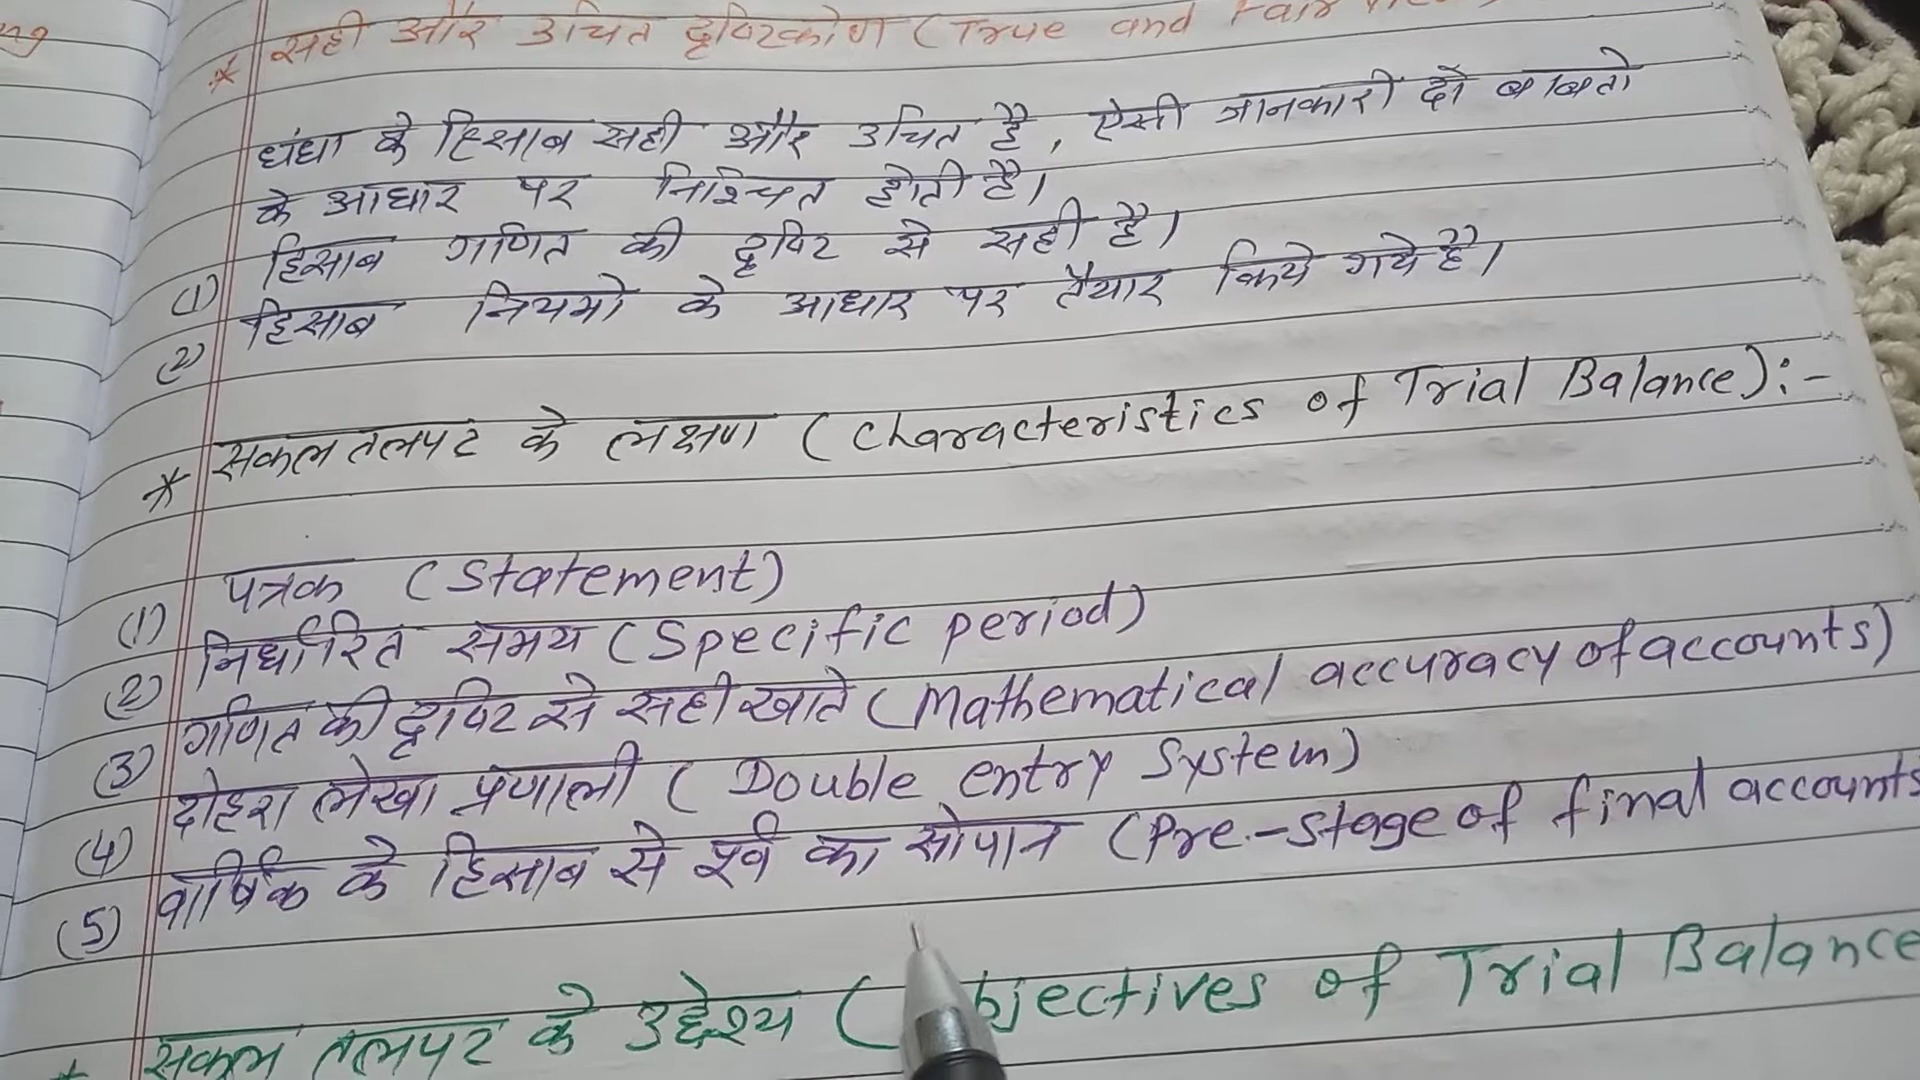 * सही और उचित दृष्टिकोण (True and Fair
धंधा के हिसाब सही और उचित है, ऐसी जानकारी दो बाबतो
के आधार पर निश्चित होती है।
(1) हिसाब गणित की दृष्टि से सही है।
(2) हिसाब नियमो के आधार पर तैयार किये गये है।
* सकल तलपट के लक्षण (Characteristics of Trial Balance):-
(1) पत्रक (Statement)
(2) निर्धारित समय (Specific period)
(3) गणित की दृष्टि से सही खाते (Mathematical accuracy of accounts)
(4) दोहरा लेखा प्रणाली (Double entry System)
(5) वार्षिक के हिसाब से पूर्व का सोपान (Pre-stage of final accounts
* सकल तलपट के उद्देश्य (Objectives of Trial Balance